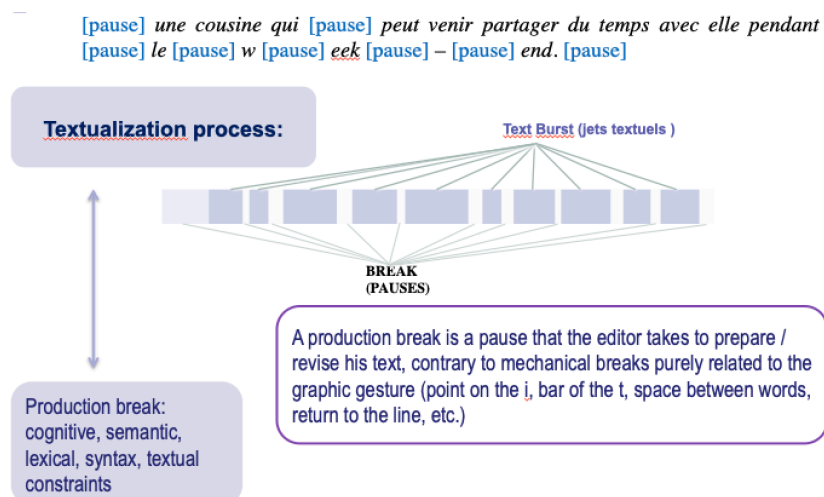 [pause] une cousine qui [pause] peut venir partager du temps avec elle pendant
[pause] le [pause] w [pause] eek [pause] – [pause] end. [pause]
Textualization process:
Text Burst (jets textuels )
BREAK
(PAUSES)
A production break is a pause that the editor takes to prepare /
revise his text, contrary to mechanical breaks purely related to the
graphic gesture (point on the i, bar of the t, space between words,
return to the line, etc.)
Production break:
cognitive, semantic,
lexical, syntax, textual
constraints